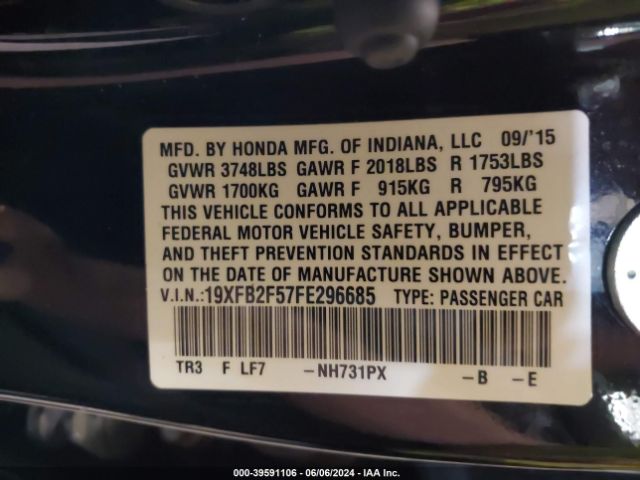 MFD. BY HONDA MFG. OF INDIANA, LLC 09/'15
GVWR 3748LBS GAWR F 2018LBS R 1753LBS
GVWR 1700KG GAWR F 915KG R 795KG
THIS VEHICLE CONFORMS TO ALL APPLICABLE
FEDERAL MOTOR VEHICLE SAFETY, BUMPER,
AND THEFT PREVENTION STANDARDS IN EFFECT
ON THE DATE OF MANUFACTURE SHOWN ABOVE.
V.I.N.:19XFB2F57FE296685 TYPE: PASSENGER CAR
TR3 F LF7 -NH731PX -B -E
000-39591106 - 06/06/2024 - IAA Inc.